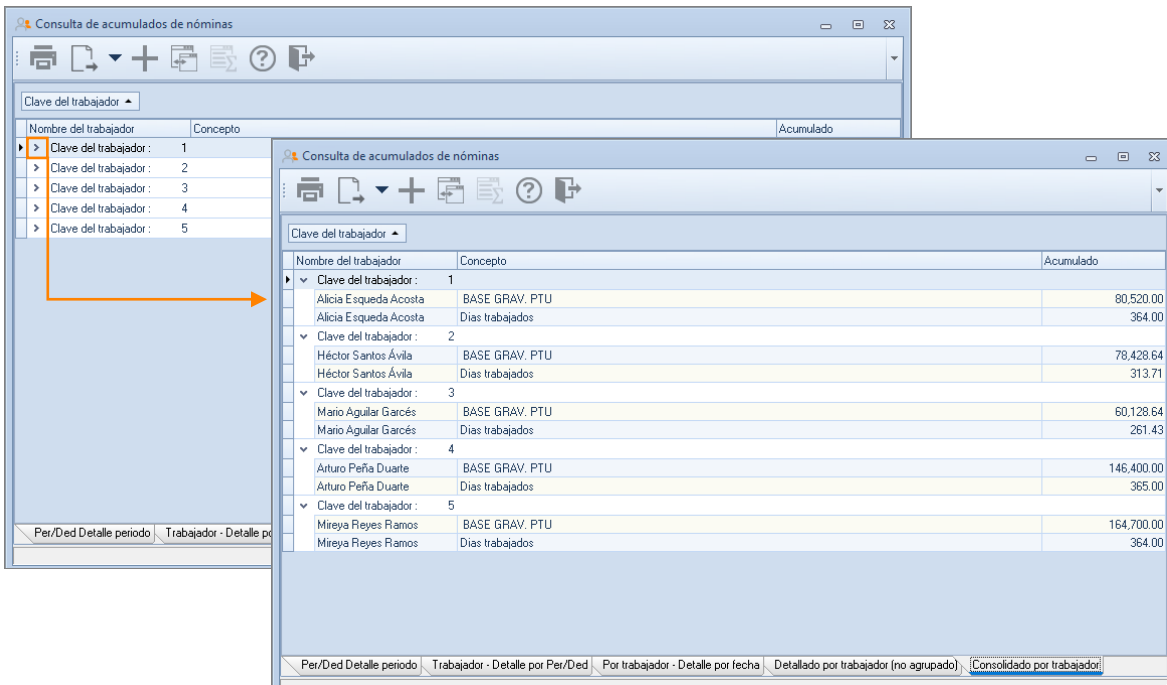 Consulta de acumulados de nóminas
Clave del trabajador
Nombre del trabajador Concepto Acumulado
Clave del trabajador : 1
Clave del trabajador : 2
Clave del trabajador : 3
Clave del trabajador : 4
Clave del trabajador : 5
Per/Ded Detalle periodo Trabajador - Detalle po
Consulta de acumulados de nóminas
Clave del trabajador
Nombre del trabajador Concepto Acumulado
Clave del trabajador : 1
Alicia Esqueda Acosta BASE GRAV. PTU 80,520.00
Alicia Esqueda Acosta Dias trabajados 364.00
Clave del trabajador : 2
Héctor Santos Ávila BASE GRAV. PTU 78,428.64
Héctor Santos Ávila Dias trabajados 313.71
Clave del trabajador : 3
Mario Aguilar Garcés BASE GRAV. PTU 60,128.64
Mario Aguilar Garcés Dias trabajados 261.43
Clave del trabajador : 4
Arturo Peña Duarte BASE GRAV. PTU 146,400.00
Arturo Peña Duarte Dias trabajados 365.00
Clave del trabajador : 5
Mireya Reyes Ramos BASE GRAV. PTU 164,700.00
Mireya Reyes Ramos Dias trabajados 364.00
Per/Ded Detalle periodo Trabajador - Detalle por Per/Ded Por trabajador - Detalle por fecha Detallado por trabajador (no agrupado) Consolidado por trabajador